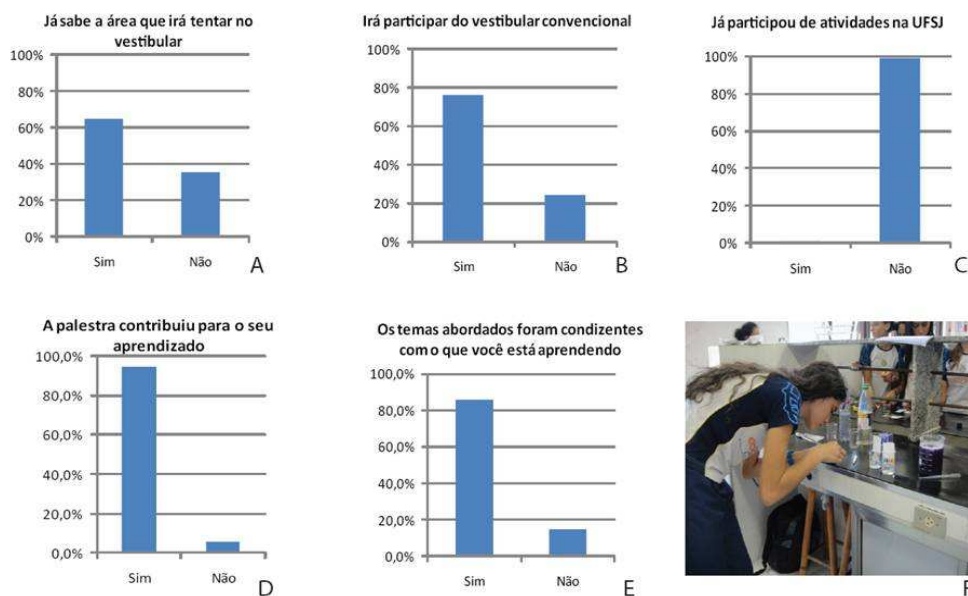 Já sabe a área que irá tentar no
vestibular
100%
80%
60%
40%
20%
0%
Sim
Não
A
Irá participar do vestibular convencional
100%
80%
60%
40%
20%
0%
Sim
Não
B
Já participou de atividades na UFSJ
100%
80%
60%
40%
20%
0%
Sim
Não
C
A palestra contribuiu para o seu
aprendizado
100,0%
80,0%
60,0%
40,0%
20,0%
0,0%
Sim
Não
D
Os temas abordados foram condizentes
com o que você está aprendendo
100,0%
80,0%
60,0%
40,0%
20,0%
0,0%
Sim
Não
E
F